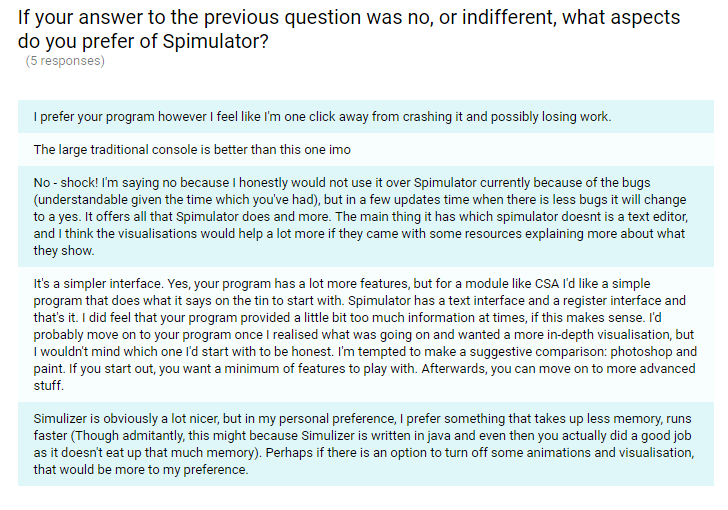 If your answer to the previous question was no, or indifferent, what aspects
do you prefer of Spimulator?
(5 responses)
I prefer your program however I feel like I'm one click away from crashing it and possibly losing work.
The large traditional console is better than this one imo
No - shock! I'm saying no because I honestly would not use it over Spimulator currently because of the bugs
(understandable given the time which you've had), but in a few updates time when there is less bugs it will change
to a yes. It offers all that Spimulator does and more. The main thing it has which spimulator doesnt is a text editor,
and I think the visualisations would help a lot more if they came with some resources explaining more about what
they show.
It's a simpler interface. Yes, your program has a lot more features, but for a module like CSA I'd like a simple
program that does what it says on the tin to start with. Spimulator has a text interface and a register interface and
that's it. I did feel that your program provided a little bit too much information at times, if this makes sense. I'd
probably move on to your program once I realised what was going on and wanted a more in-depth visualisation, but
I wouldn't mind which one I'd start with to be honest. I'm tempted to make a suggestive comparison: photoshop and
paint. If you start out, you want a minimum of features to play with. Afterwards, you can move on to more advanced
stuff.
Simulizer is obviously a lot nicer, but in my personal preference, I prefer something that takes up less memory, runs
faster (Though admitantly, this might because Simulizer is written in java and even then you actually did a good job
as it doesn't eat up that much memory). Perhaps if there is an option to turn off some animations and visualisation,
that would be more to my preference.